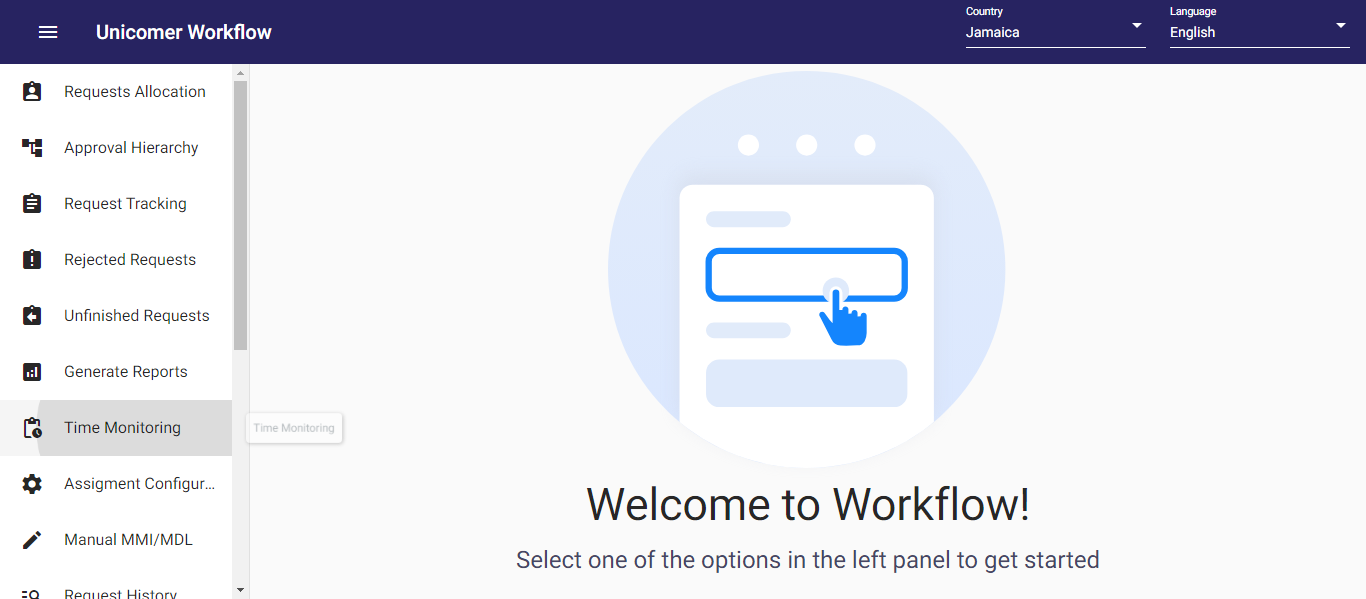 Unicomer Workflow
Country
Jamaica
Language
English
Requests Allocation
Approval Hierarchy
Request Tracking
Rejected Requests
Unfinished Requests
Generate Reports
Time Monitoring
Time Monitoring
Assigment Configur...
Manual MMI/MDL
Request History
Welcome to Workflow!
Select one of the options in the left panel to get started